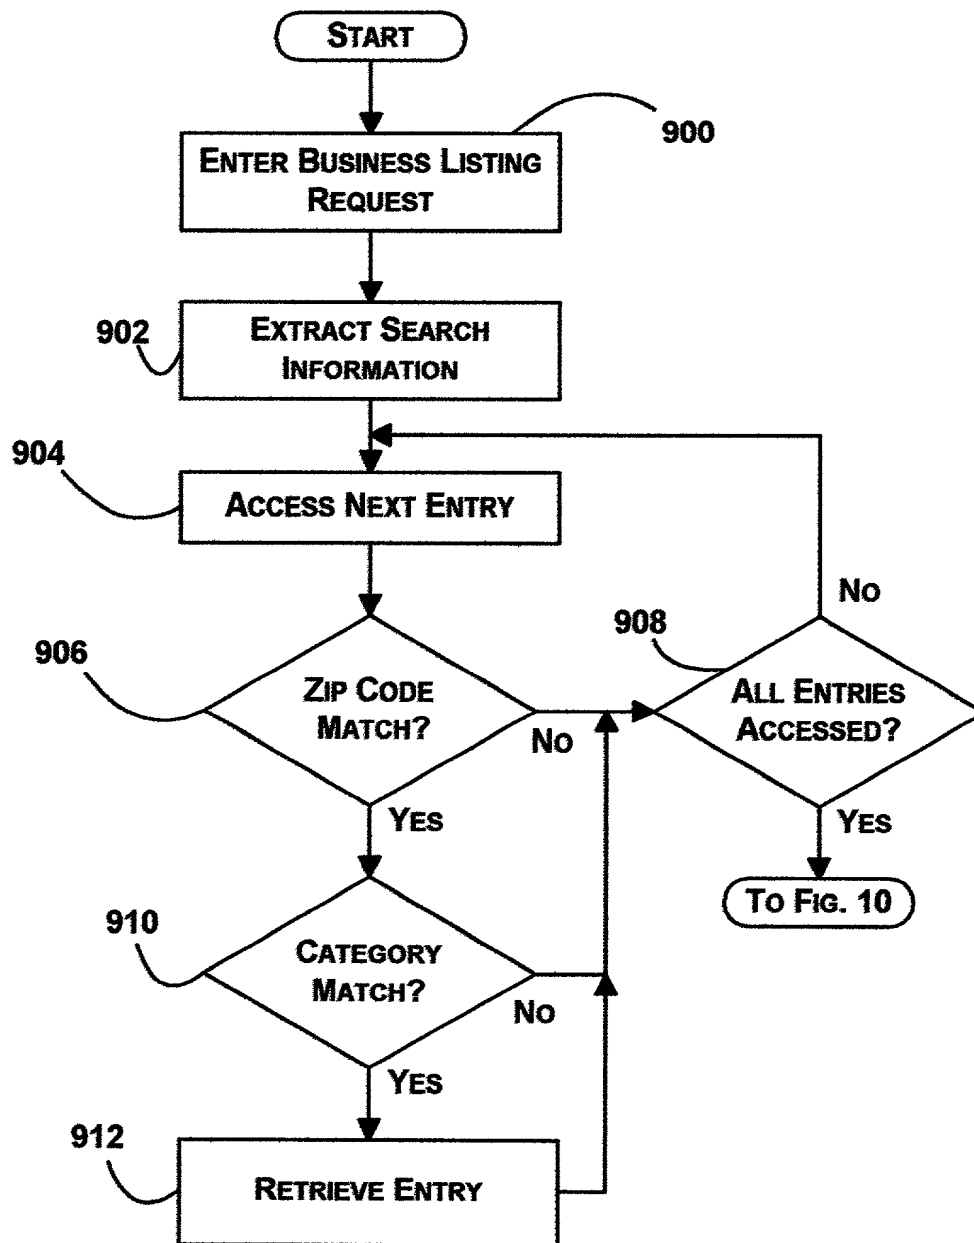 START
900
ENTER BUSINESS LISTING
REQUEST
902
EXTRACT SEARCH
INFORMATION
904
ACCESS NEXT ENTRY
NO
908
906
ZIP CODE
MATCH?
NO
ALL ENTRIES
ACCESSED?
YES
YES
TO FIG. 10
910
CATEGORY
MATCH?
NO
YES
912
RETRIEVE ENTRY